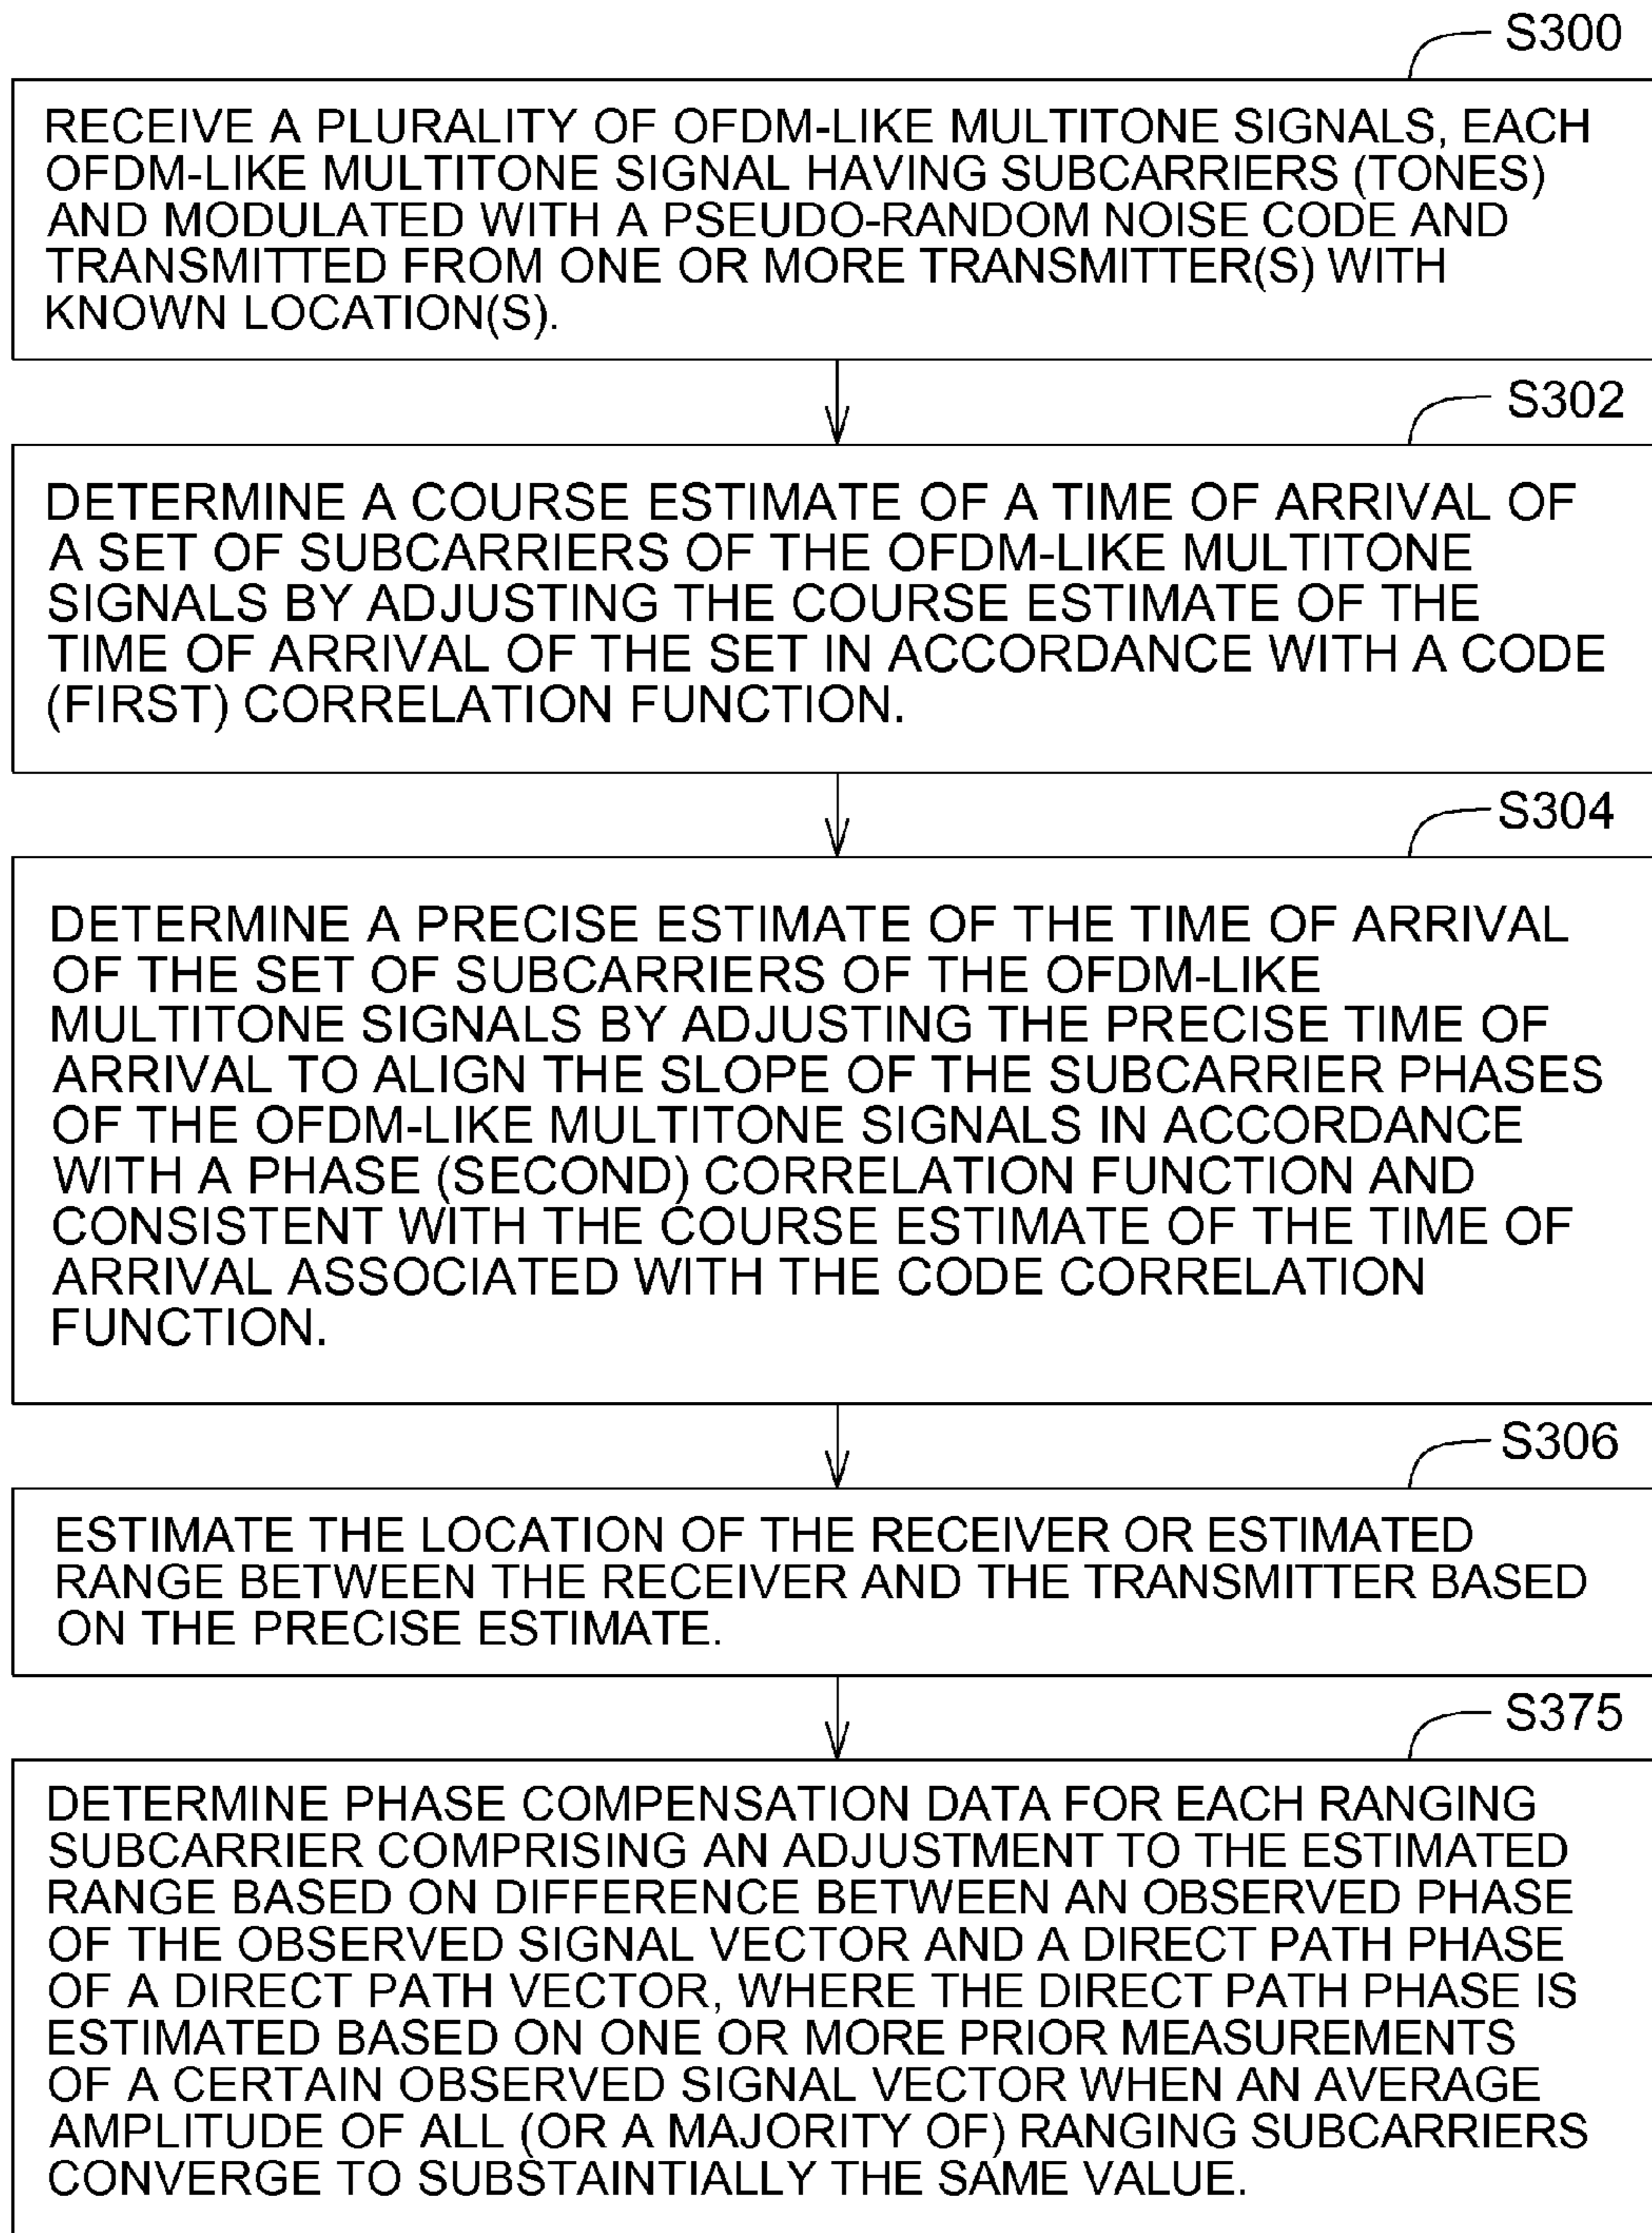 S300
RECEIVE A PLURALITY OF OFDM-LIKE MULTITONE SIGNALS, EACH
OFDM-LIKE MULTITONE SIGNAL HAVING SUBCARRIERS (TONES)
AND MODULATED WITH A PSEUDO-RANDOM NOISE CODE AND
TRANSMITTED FROM ONE OR MORE TRANSMITTER(S) WITH
KNOWN LOCATION(S).
S302
DETERMINE A COURSE ESTIMATE OF A TIME OF ARRIVAL OF
A SET OF SUBCARRIERS OF THE OFDM-LIKE MULTITONE
SIGNALS BY ADJUSTING THE COURSE ESTIMATE OF THE
TIME OF ARRIVAL OF THE SET IN ACCORDANCE WITH A CODE
(FIRST) CORRELATION FUNCTION.
S304
DETERMINE A PRECISE ESTIMATE OF THE TIME OF ARRIVAL
OF THE SET OF SUBCARRIERS OF THE OFDM-LIKE
MULTITONE SIGNALS BY ADJUSTING THE PRECISE TIME OF
ARRIVAL TO ALIGN THE SLOPE OF THE SUBCARRIER PHASES
OF THE OFDM-LIKE MULTITONE SIGNALS IN ACCORDANCE
WITH A PHASE (SECOND) CORRELATION FUNCTION AND
CONSISTENT WITH THE COURSE ESTIMATE OF THE TIME OF
ARRIVAL ASSOCIATED WITH THE CODE CORRELATION
FUNCTION.
S306
ESTIMATE THE LOCATION OF THE RECEIVER OR ESTIMATED
RANGE BETWEEN THE RECEIVER AND THE TRANSMITTER BASED
ON THE PRECISE ESTIMATE.
S375
DETERMINE PHASE COMPENSATION DATA FOR EACH RANGING
SUBCARRIER COMPRISING AN ADJUSTMENT TO THE ESTIMATED
RANGE BASED ON DIFFERENCE BETWEEN AN OBSERVED PHASE
OF THE OBSERVED SIGNAL VECTOR AND A DIRECT PATH PHASE
OF A DIRECT PATH VECTOR, WHERE THE DIRECT PATH PHASE IS
ESTIMATED BASED ON ONE OR MORE PRIOR MEASUREMENTS
OF A CERTAIN OBSERVED SIGNAL VECTOR WHEN AN AVERAGE
AMPLITUDE OF ALL (OR A MAJORITY OF) RANGING SUBCARRIERS
CONVERGE TO SUBSTAINTIALLY THE SAME VALUE.